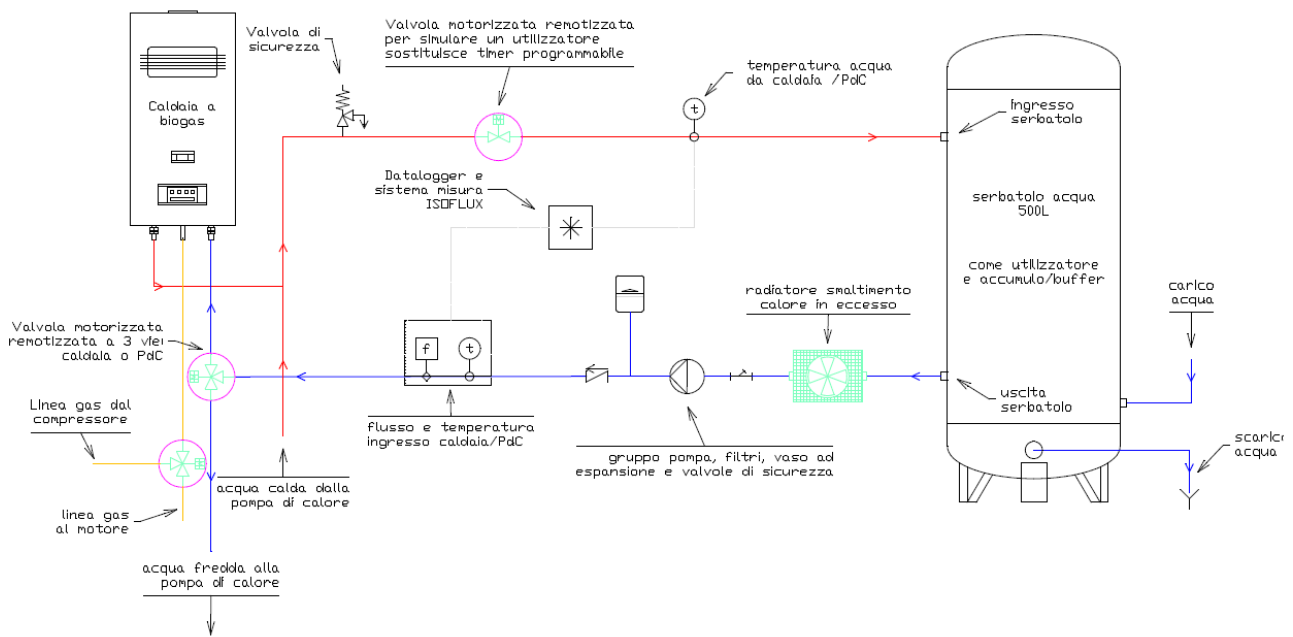 Caldaia a
biogas
Valvola di
sicurezza
Valvola motorizzata remotizzata
per simulare un utilizzatore
sostituisce timer programmabile
temperatura acqua
da caldaia /PdC
t
ingresso
serbatoio
Datalogger e
sistema misura
ISOFLUX
serbatoio acqua
500L
come utilizzatore
e accumulo/buffer
radiatore smaltimento
calore in eccesso
carico
acqua
Valvola motorizzata
remotizzata a 3 vie:
caldaia o PdC
f
t
uscita
serbatoio
Linea gas dal
compressore
flusso e temperatura
ingresso caldaia/PdC
gruppo pompa, filtri, vaso ad
espansione e valvole di sicurezza
scarico
acqua
acqua calda dalla
pompa di calore
linea gas
al motore
acqua fredda alla
pompa di calore